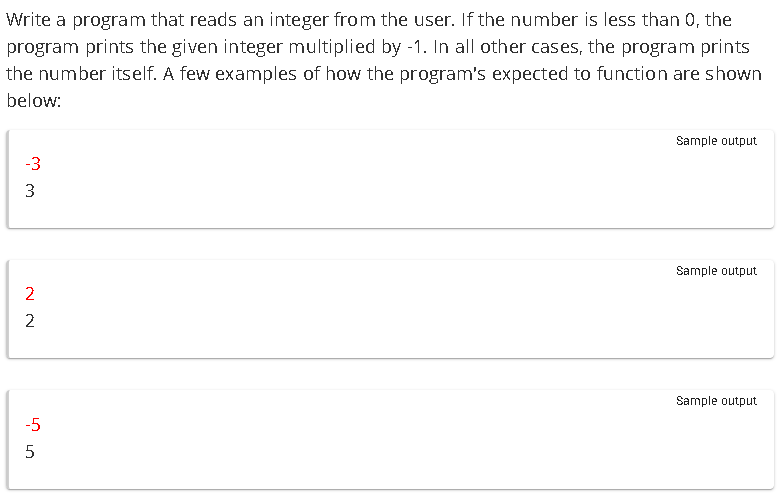 Write a program that reads an integer from the user. If the number is less than 0, the
program prints the given integer multiplied by -1. In all other cases, the program prints
the number itself. A few examples of how the program's expected to function are shown
below:
Sample output
-3
3
Sample output
2
2
Sample output
-5
5